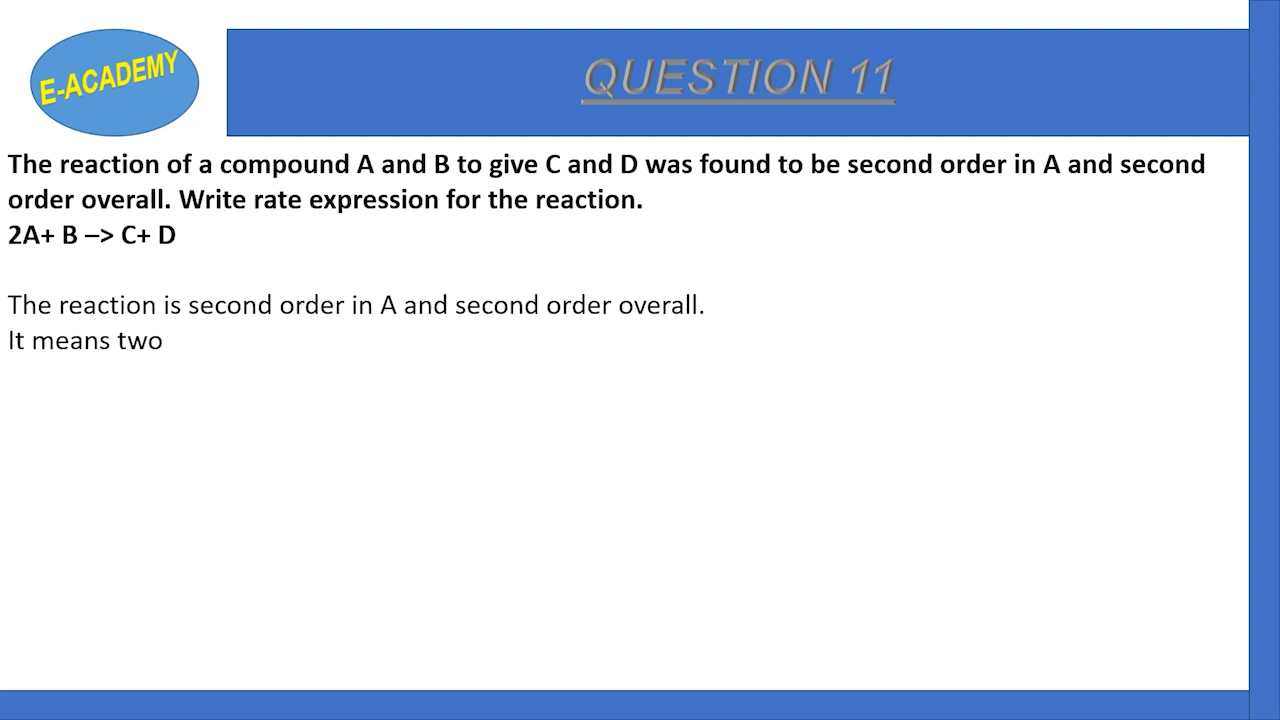 E-ACADEMY
QUESTION 11
The reaction of a compound A and B to give C and D was found to be second order in A and second
order overall. Write rate expression for the reaction.
2A+ B –> C+ D
The reaction is second order in A and second order overall.
It means two